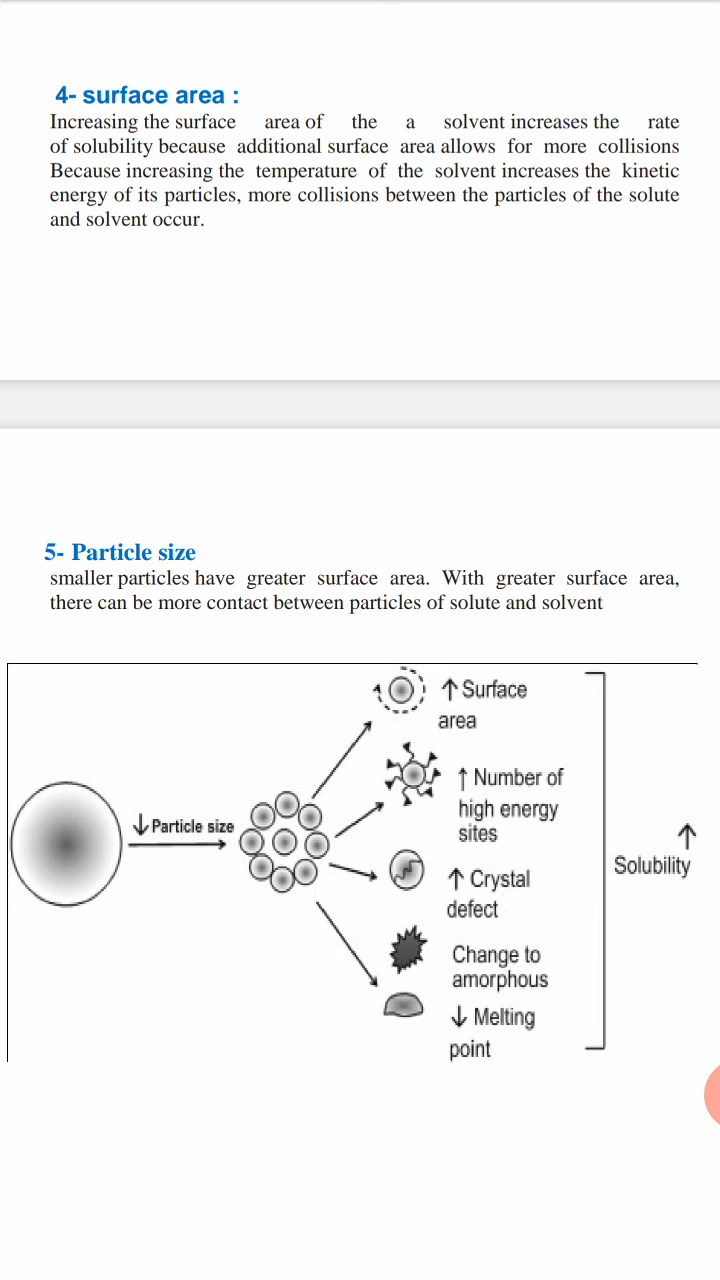 4- surface area :
Increasing the surface area of the a solvent increases the rate
of solubility because additional surface area allows for more collisions
Because increasing the temperature of the solvent increases the kinetic
energy of its particles, more collisions between the particles of the solute
and solvent occur.
5- Particle size
smaller particles have greater surface area. With greater surface area,
there can be more contact between particles of solute and solvent
↓ Particle size
↑ Surface
area
↑ Number of
high energy
sites
↑ Crystal
defect
Change to
amorphous
↓ Melting
point
↑
Solubility